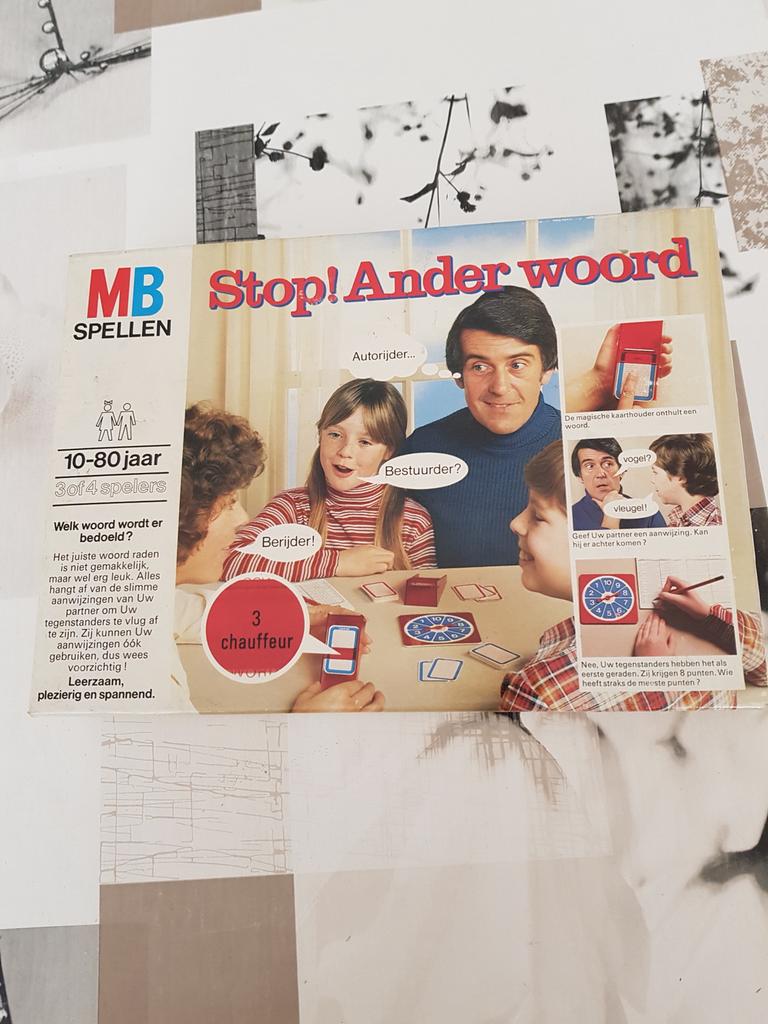 MB
SPELLEN
10-80 jaar
3 of 4 spelers
Welk woord wordt er
bedoeld?
Het juiste woord raden
is niet gemakkelijk,
maar wel erg leuk. Alles
hangt af van de slimme
aanwijzingen van Uw
partner om Uw
tegenstanders te vlug af
te zijn. Zij kunnen Uw
aanwijzingen óók
gebruiken, dus wees
voorzichtig!
Leerzaam,
plezierig en spannend.
Stop! Ander woord
Autorijder...
Bestuurder?
Berijder!
3
chauffeur
De magische kaarthouder onthult een
woord.
vogel?
vleugel!
Geef Uw partner een aanwijzing. Kan
hij er achter komen?
Nee, Uw tegenstanders hebben het als
eerste geraden. Zij krijgen 8 punten. Wie
heeft straks de meeste punten?